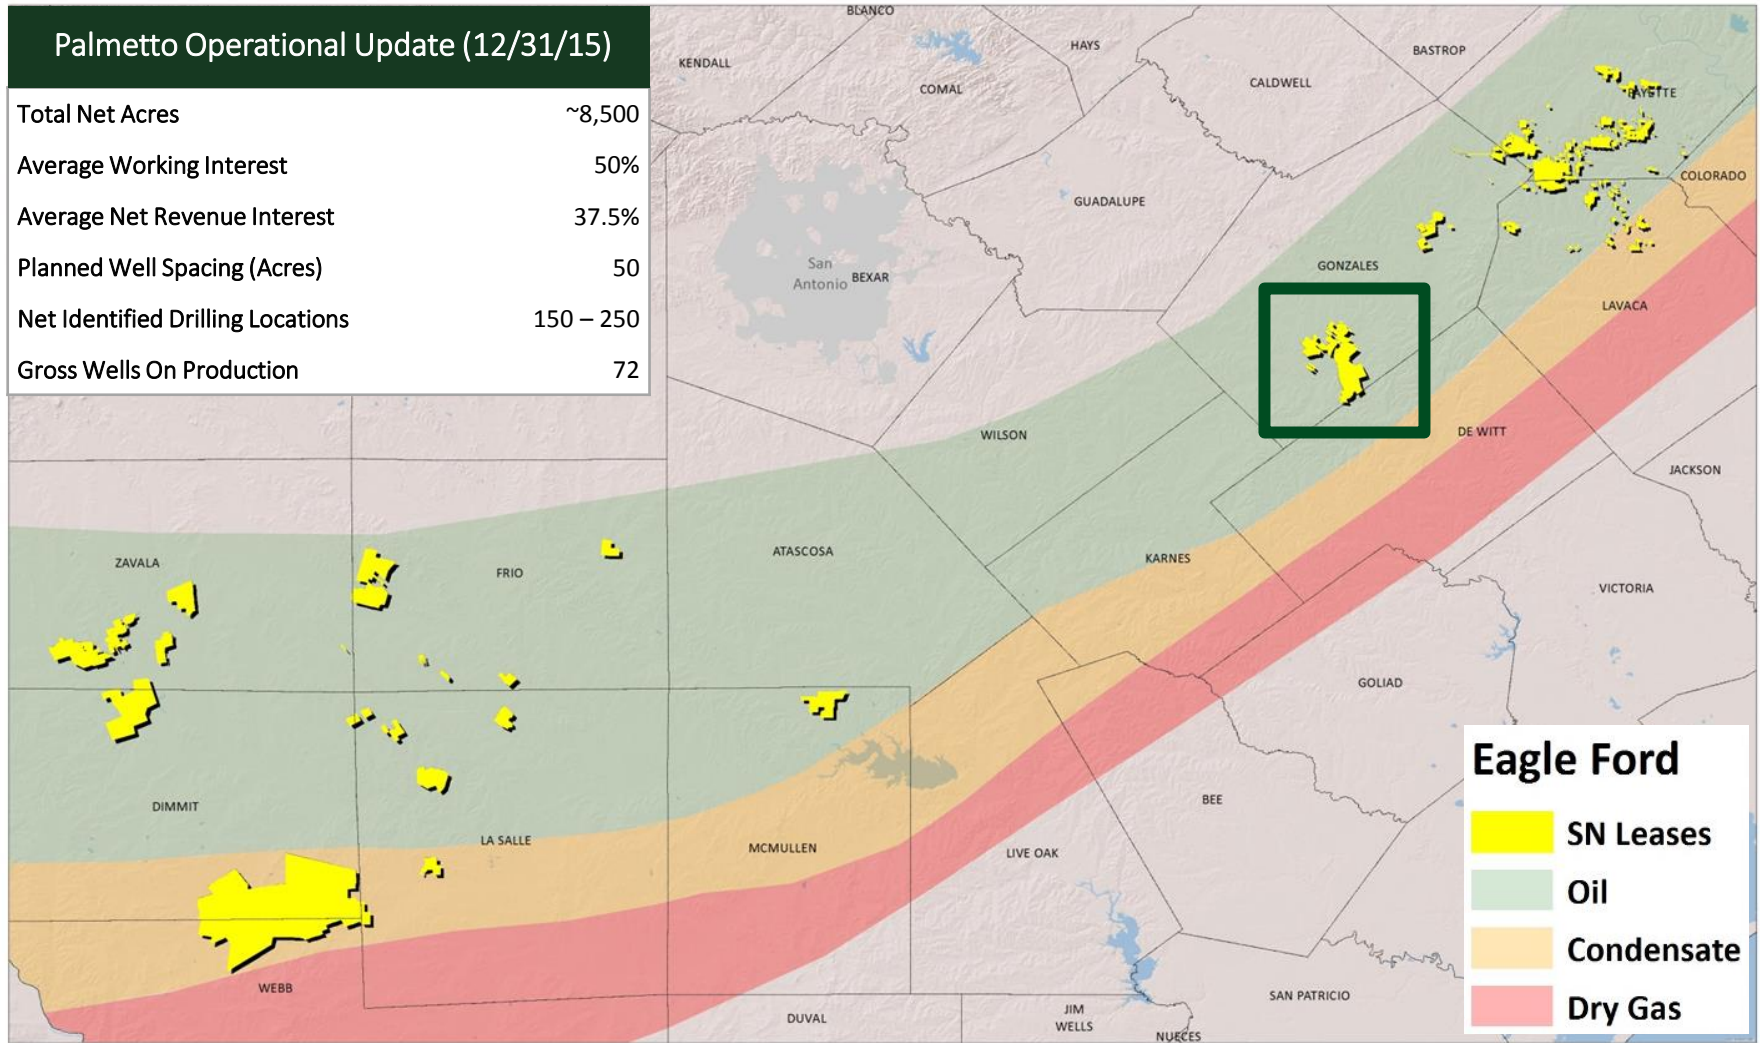 Palmetto Operational Update (12/31/15)
Total Net Acres ~8,500
Average Working Interest 50%
Average Net Revenue Interest 37.5%
Planned Well Spacing (Acres) 50
Net Identified Drilling Locations 150 – 250
Gross Wells On Production 72
BLANCO
KENDALL
HAYS
BASTROP
COMAL
CALDWELL
FAYETTE
COLORADO
GUADALUPE
San
Antonio
BEXAR
GONZALES
LAVACA
WILSON
DE WITT
JACKSON
ZAVALA
FRIO
ATASCOSA
KARNES
VICTORIA
GOLIAD
DIMMIT
LA SALLE
MCMULLEN
LIVE OAK
BEE
WEBB
DUVAL
JIM
WELLS
SAN PATRICIO
NUECES
Eagle Ford
SN Leases
Oil
Condensate
Dry Gas